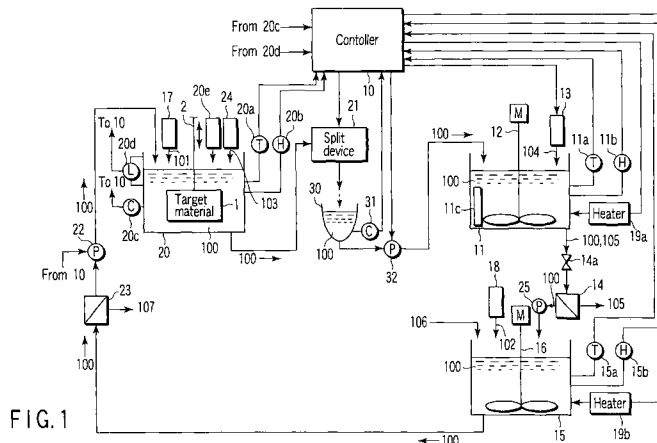 From 20c
From 20d
Contoller
10
17
20e
24
2
20a
T
20b
H
21
Split device
13
M
12
11a
T
11b
H
104
To 10
20d
L
To 10
20c
C
101
Target material
1
103
100
100
20
100
100
100
30
C
31
100
P
32
100
100
11c
11
Heater
19a
100,105
14a
14
105
100
P
25
M
18
102
106
16
100
T
15a
H
15b
Heater
19b
15
22
P
From 10
100
23
107
100
100
FIG.1